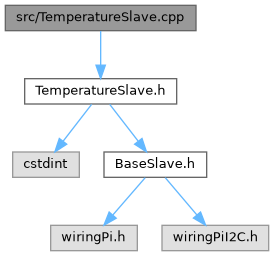 src/TemperatureSlave.cpp
TemperatureSlave.h
cstdint
BaseSlave.h
wiringPi.h
wiringPiI2C.h